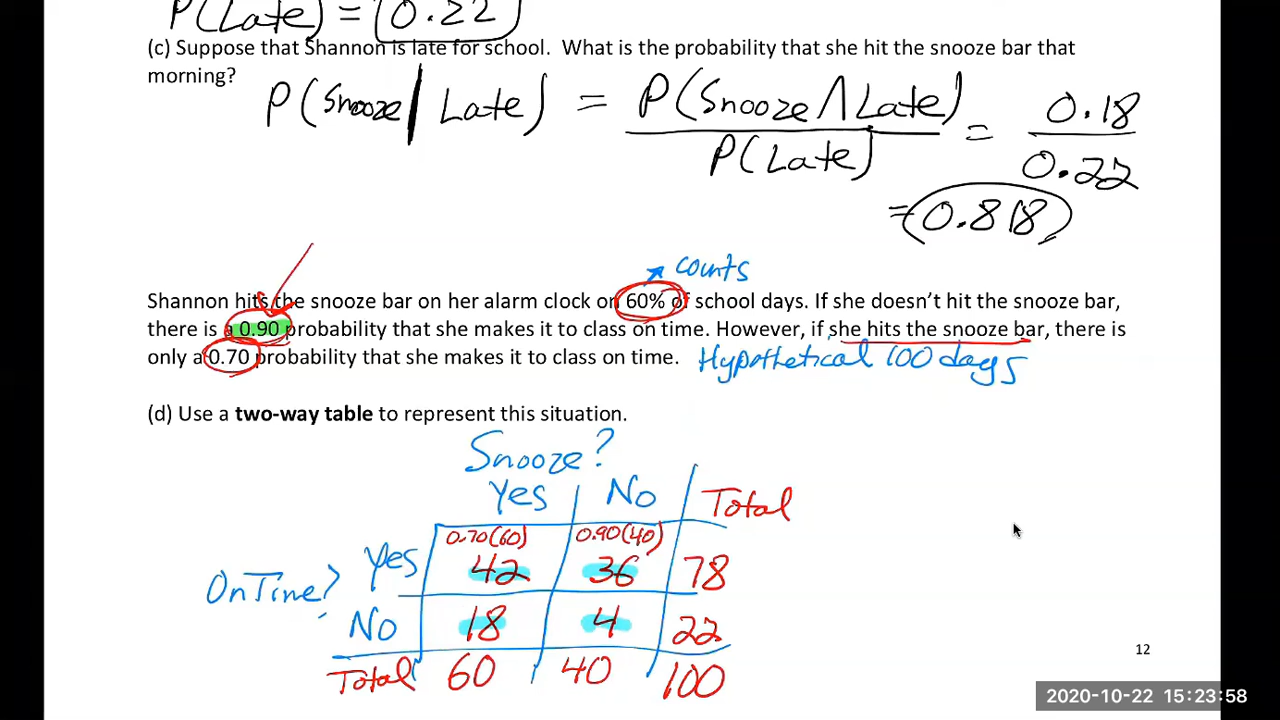 P(Late) = 0.22
(c) Suppose that Shannon is late for school. What is the probability that she hit the snooze bar that
morning?
P(Snooze | Late) = P(Snooze ∩ Late) / P(Late) = 0.18 / 0.22
= 0.818
counts
Shannon hits the snooze bar on her alarm clock on 60% of school days. If she doesn't hit the snooze bar,
there is a 0.90 probability that she makes it to class on time. However, if she hits the snooze bar, there is
only a 0.70 probability that she makes it to class on time. Hypothetical 100 days
(d) Use a two-way table to represent this situation.
Snooze?
Yes No Total
0.70(60) 0.90(40)
OnTime? Yes 42 36 78
No 18 4 22
Total 60 40 100
12
2020-10-22 15:23:58